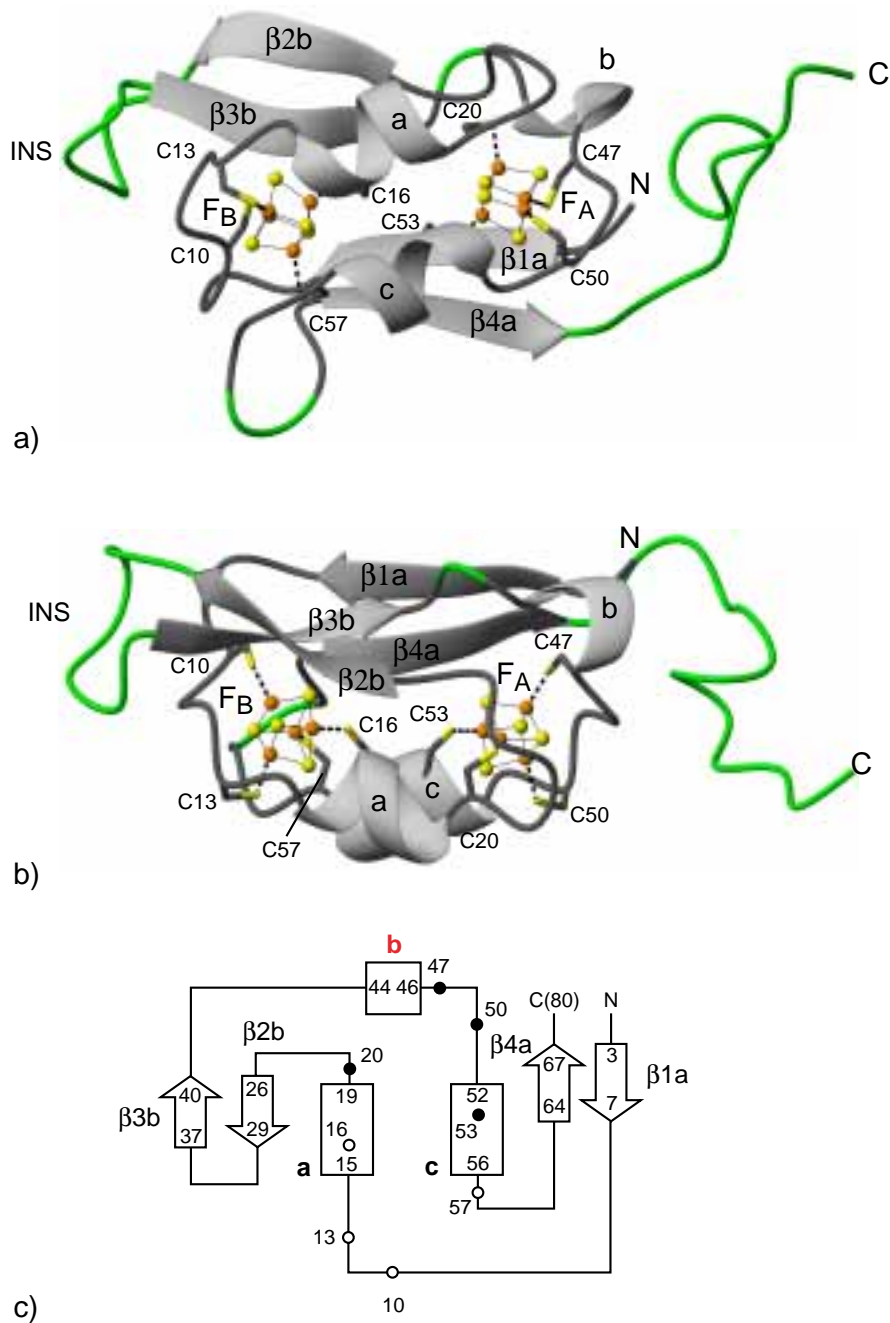 β2b
b
C
C20
β3b
a
INS
C13
C47
N
C16
F_B
F_A
C53
C10
β1a
C50
c
C57
β4a
a)
N
β1a
b
INS
β3b
C47
β4a
C10
β2b
F_A
F_B
C53
C16
C
a
c
C13
C50
C57
C20
b)
b
47
44 46
50
C(80) N
β2b
β4a
20
3
67
β1a
40
26
19
52
7
β3b
16
53
64
37
29
15
56
a
c
57
13
10
c)